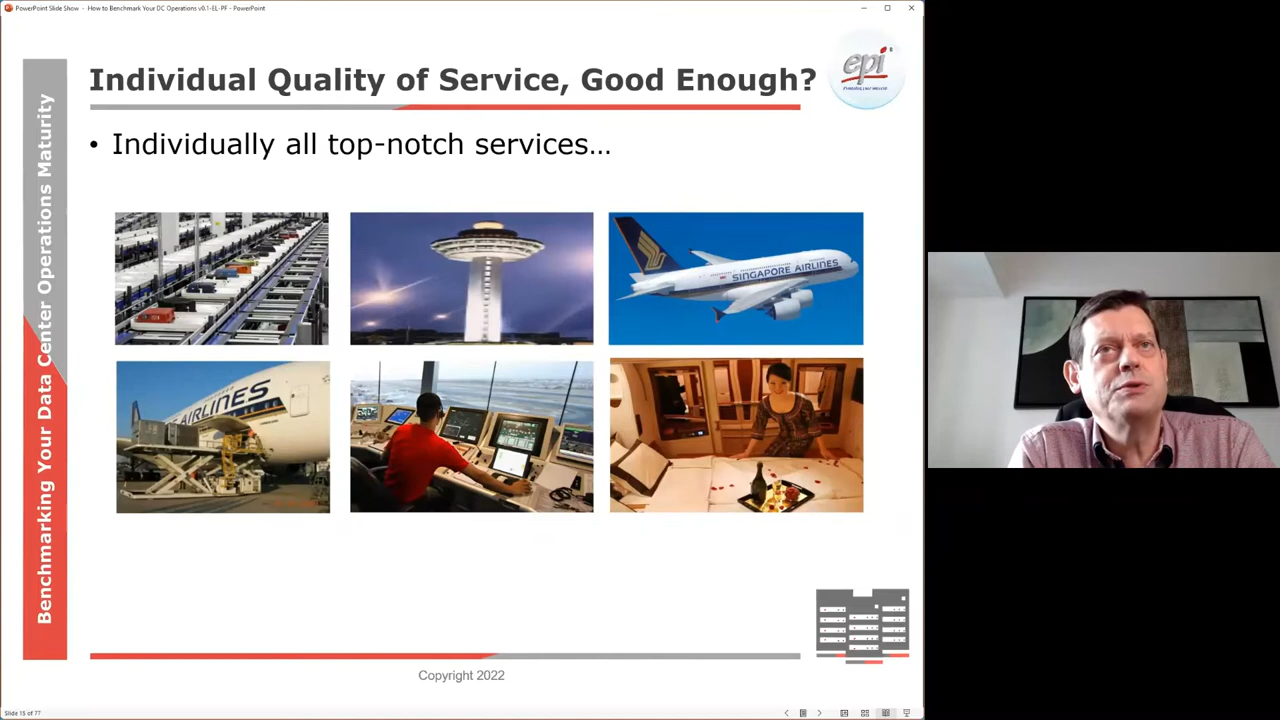 PowerPoint Slide Show - How to Benchmark Your DC Operations v0.1-EL-PF - PowerPoint
Individual Quality of Service, Good Enough?
epi
• Individually all top-notch services…
Benchmarking Your Data Center Operations Maturity
SINGAPORE AIRLINES
AIRLINES
Copyright 2022
Slide 15 of 77